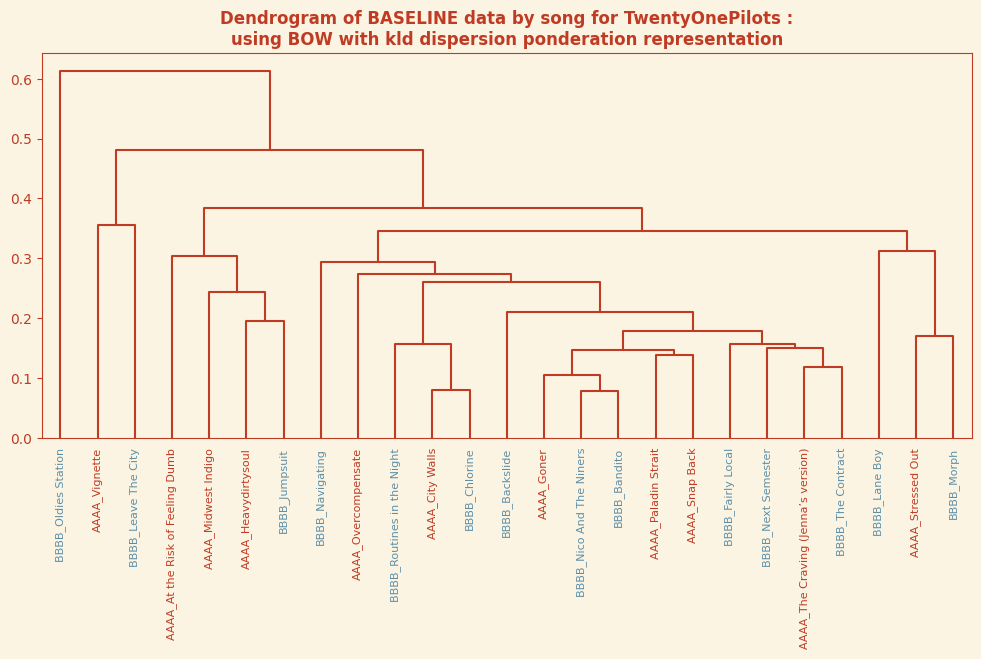 Dendrogram of BASELINE data by song for TwentyOnePilots :
using BOW with kld dispersion ponderation representation
0.6
0.5
0.4
0.3
0.2
0.1
0.0
BBBB_Oldies Station
AAAA_Vignette
BBBB_Leave The City
AAAA_At the Risk of Feeling Dumb
AAAA_Midwest Indigo
AAAA_Heavydirtysoul
BBBB_Jumpsuit
BBBB_Navigating
AAAA_Overcompensate
BBBB_Routines in the Night
AAAA_City Walls
BBBB_Chlorine
BBBB_Backslide
AAAA_Goner
BBBB_Nico And The Niners
BBBB_Bandito
AAAA_Paladin Strait
AAAA_Snap Back
BBBB_Fairly Local
BBBB_Next Semester
AAAA_The Craving (Jenna's version)
BBBB_The Contract
BBBB_Lane Boy
AAAA_Stressed Out
BBBB_Morph